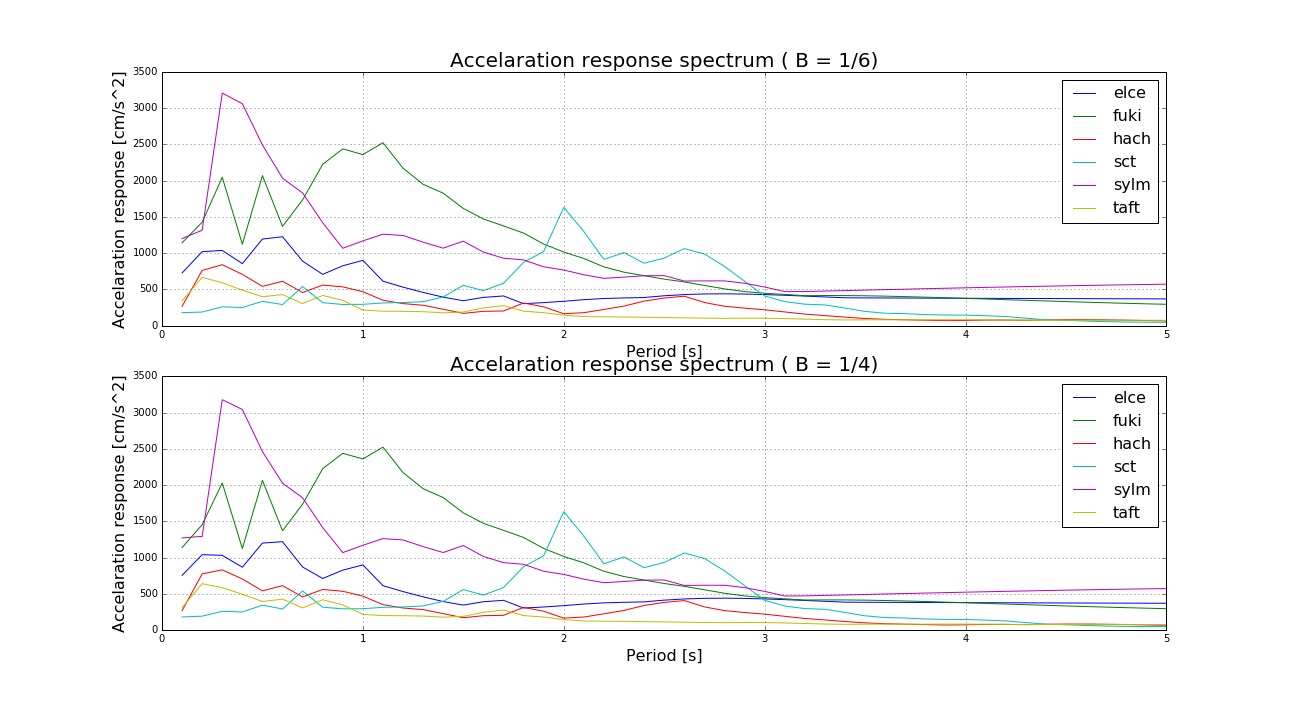 Accelaration response spectrum ( B = 1/6)
Accelaration response [cm/s^2]
3500
3000
2500
2000
1500
1000
500
0
0 1 2 3 4 5
Period [s]
elce
fuki
hach
sct
sylm
taft
Accelaration response spectrum ( B = 1/4)
Accelaration response [cm/s^2]
3500
3000
2500
2000
1500
1000
500
0
0 1 2 3 4 5
Period [s]
elce
fuki
hach
sct
sylm
taft